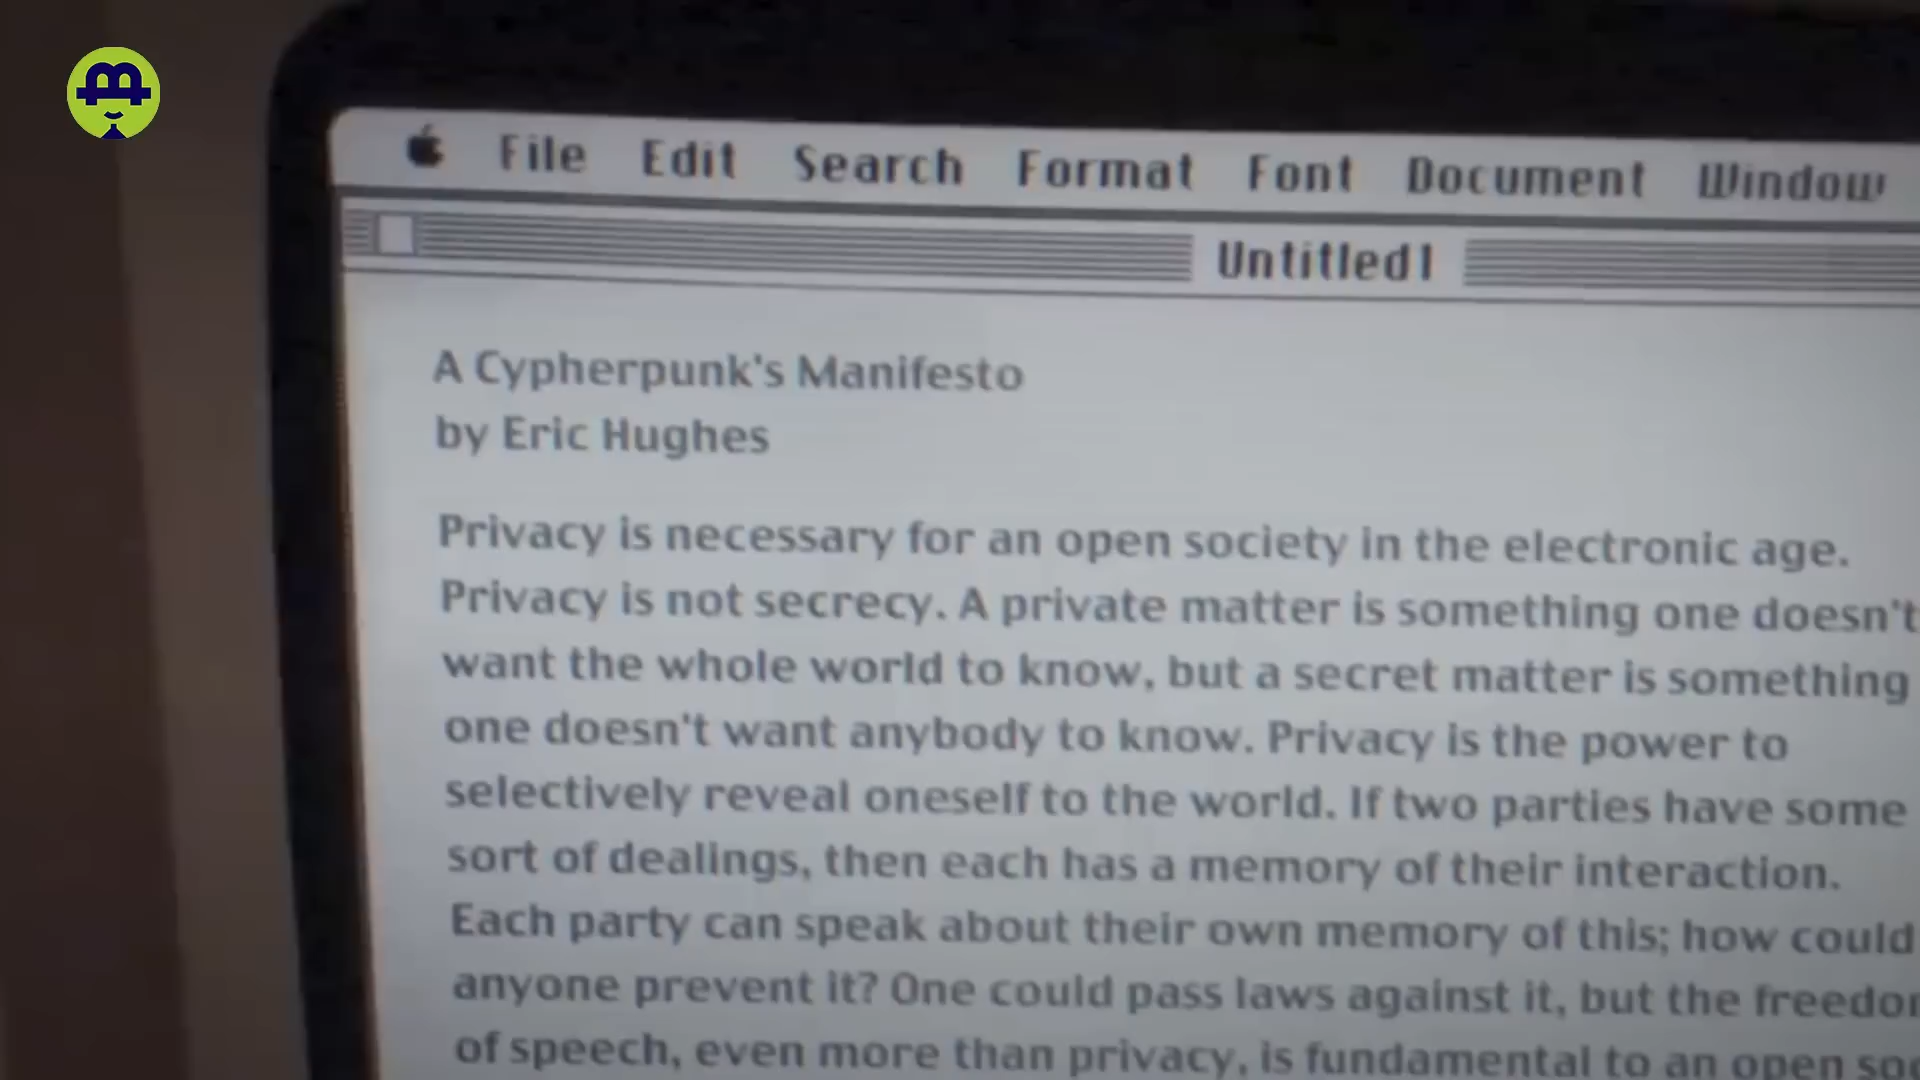 File Edit Search Format Font Document Window
Untitled1
A Cypherpunk's Manifesto
by Eric Hughes
Privacy is necessary for an open society in the electronic age.
Privacy is not secrecy. A private matter is something one doesn't
want the whole world to know, but a secret matter is something
one doesn't want anybody to know. Privacy is the power to
selectively reveal oneself to the world. If two parties have some
sort of dealings, then each has a memory of their interaction.
Each party can speak about their own memory of this; how could
anyone prevent it? One could pass laws against it, but the
of speech, even more than privacy, is fundamental to an open